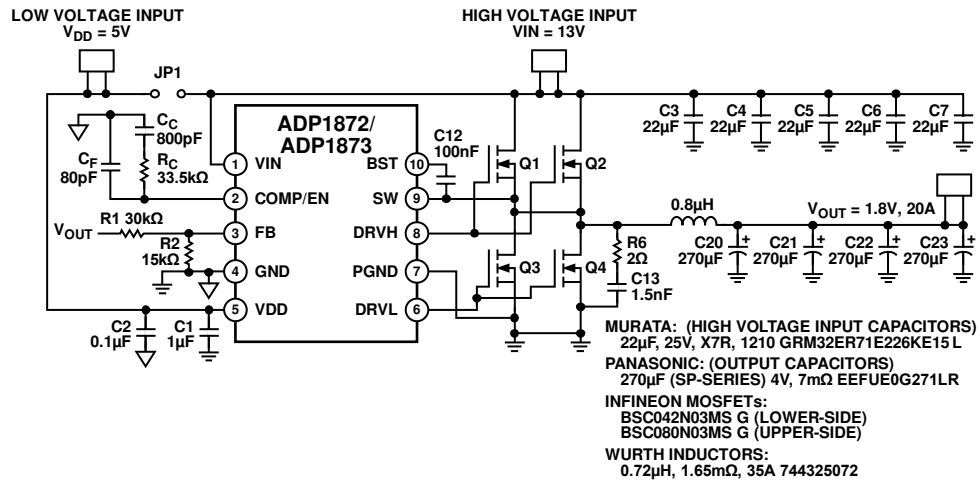 LOW VOLTAGE INPUT
V_DD = 5V
HIGH VOLTAGE INPUT
VIN = 13V
JP1
C_C
800pF
C_F
80pF
R_C
33.5kΩ
ADP1872/
ADP1873
1 VIN
2 COMP/EN
3 FB
4 GND
5 VDD
BST 10
SW 9
DRVH 8
PGND 7
DRVL 6
V_OUT
R1 30kΩ
R2
15kΩ
C2
0.1µF
C1
1µF
C12
100nF
Q1
Q2
Q3
Q4
C3
22µF
C4
22µF
C5
22µF
C6
22µF
C7
22µF
0.8µH
V_OUT = 1.8V, 20A
R6
2Ω
C13
1.5nF
C20
270µF
+
C21
270µF
+
C22
270µF
+
C23
270µF
+
MURATA: (HIGH VOLTAGE INPUT CAPACITORS)
22µF, 25V, X7R, 1210 GRM32ER71E226KE15 L
PANASONIC: (OUTPUT CAPACITORS)
270µF (SP-SERIES) 4V, 7mΩ EEFUE0G271LR
INFINEON MOSFETs:
BSC042N03MS G (LOWER-SIDE)
BSC080N03MS G (UPPER-SIDE)
WURTH INDUCTORS:
0.72µH, 1.65mΩ, 35A 744325072